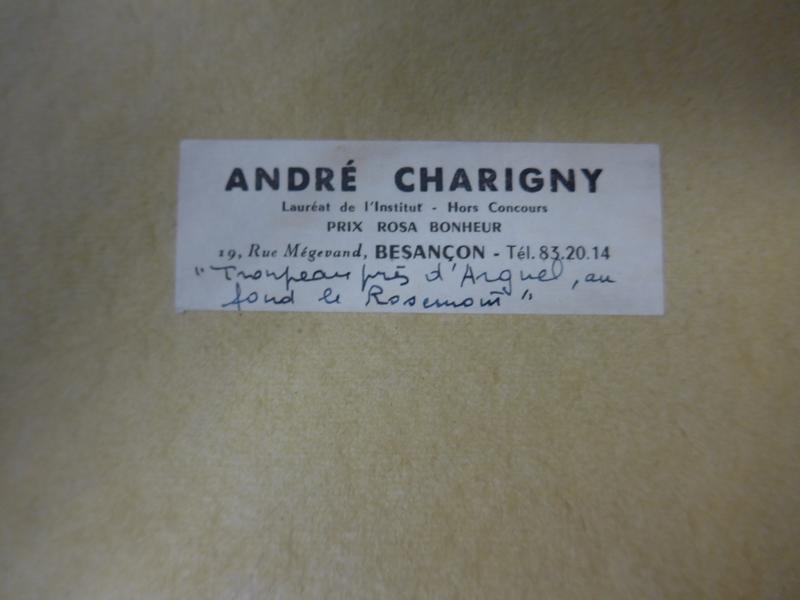 ANDRÉ CHARIGNY
Lauréat de l'Institut - Hors Concours
PRIX ROSA BONHEUR
19, Rue Mégevand, BESANÇON - Tél. 83.20.14
"Troupeau près d'Arguel, au
fond le Rosemont"